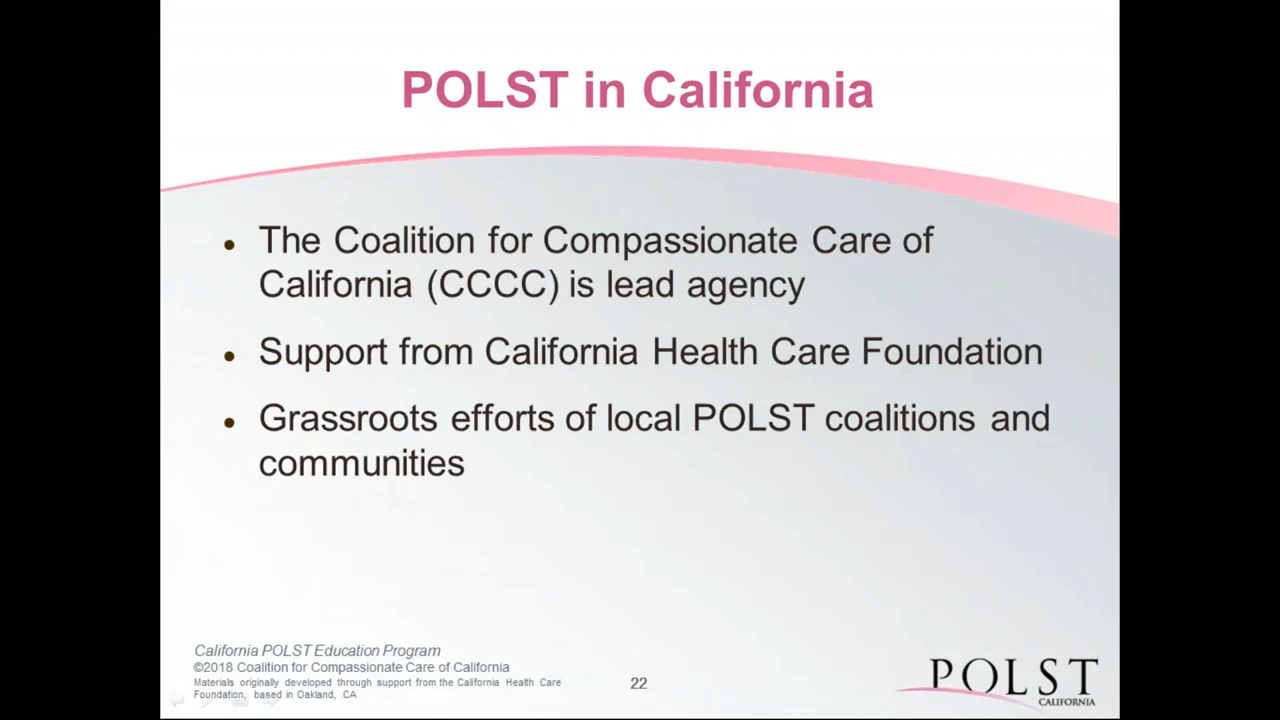 POLST in California
• The Coalition for Compassionate Care of
California (CCCC) is lead agency
• Support from California Health Care Foundation
• Grassroots efforts of local POLST coalitions and
communities
California POLST Education Program
©2018 Coalition for Compassionate Care of California
Materials originally developed through support from the California Health Care
Foundation, based in Oakland, CA
22
POLST
CALIFORNIA